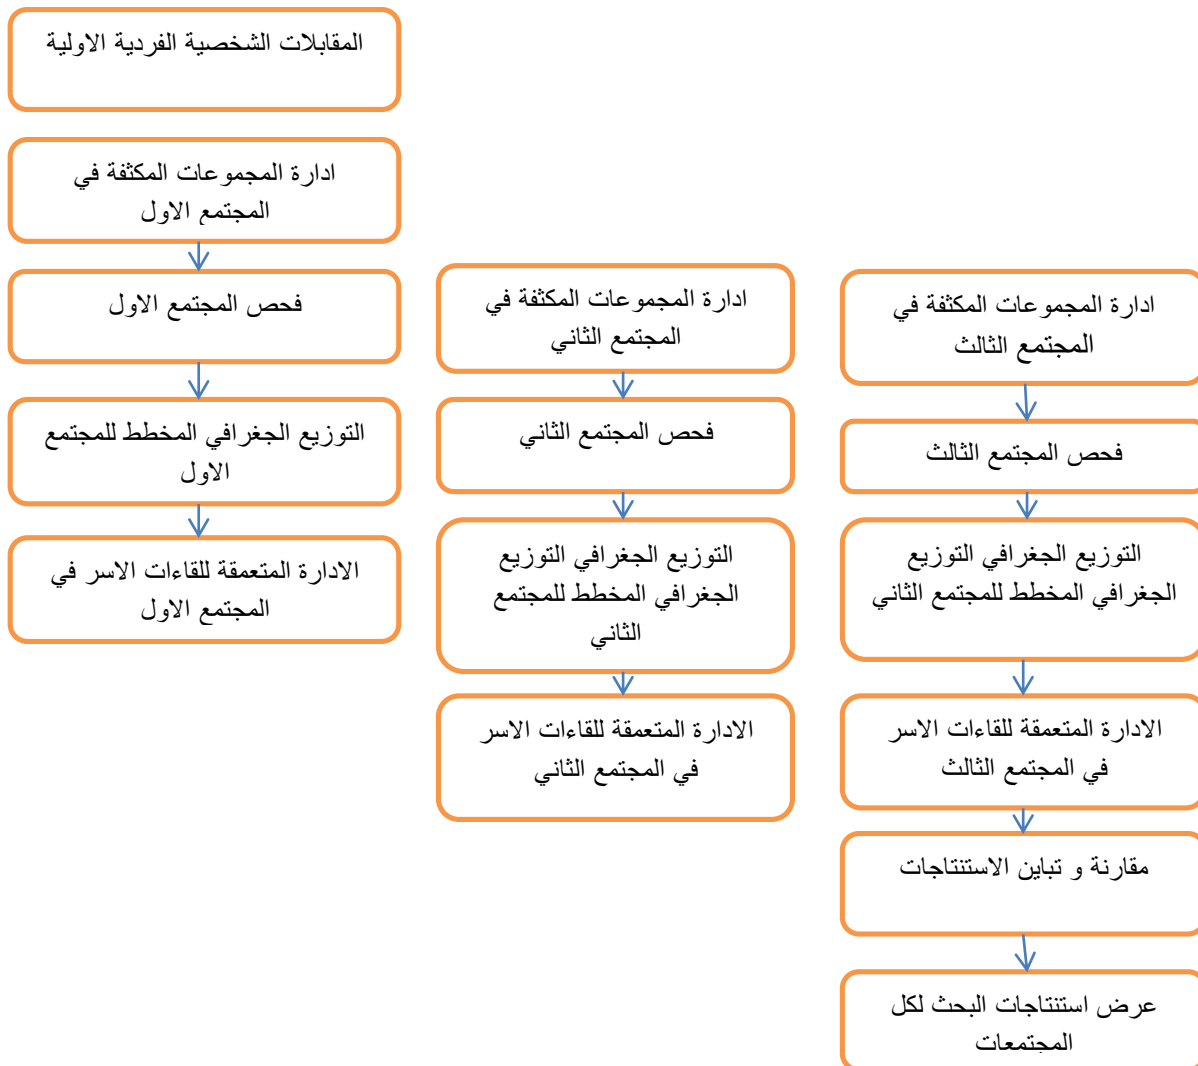 المقابلات الشخصية الفردية الاولية
ادارة المجموعات المكثفة في
المجتمع الاول
فحص المجتمع الاول
التوزيع الجغرافي المخطط للمجتمع
الاول
الادارة المتعمقة للقاءات الاسر في
المجتمع الاول
ادارة المجموعات المكثفة في
المجتمع الثاني
فحص المجتمع الثاني
التوزيع الجغرافي التوزيع
الجغرافي المخطط للمجتمع
الثاني
الادارة المتعمقة للقاءات الاسر
في المجتمع الثاني
ادارة المجموعات المكثفة في
المجتمع الثالث
فحص المجتمع الثالث
التوزيع الجغرافي التوزيع
الجغرافي المخطط للمجتمع الثاني
الادارة المتعمقة للقاءات الاسر
في المجتمع الثالث
مقارنة و تباين الاستنتاجات
عرض استنتاجات البحث لكل
المجتمعات